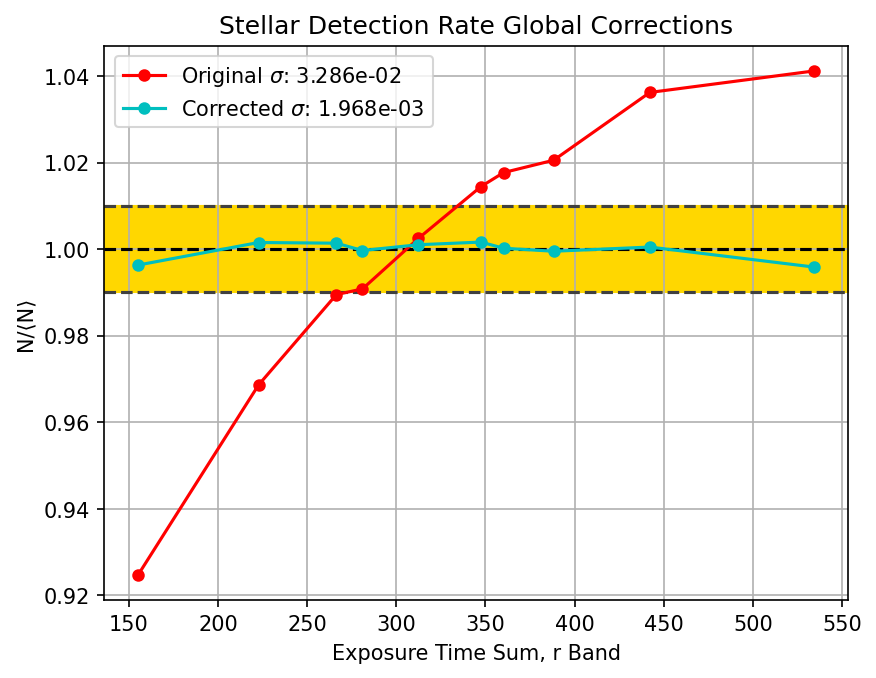 Stellar Detection Rate Global Corrections
Original σ: 3.286e-02
Corrected σ: 1.968e-03
N/⟨N⟩
1.04
1.02
1.00
0.98
0.96
0.94
0.92
150 200 250 300 350 400 450 500 550
Exposure Time Sum, r Band